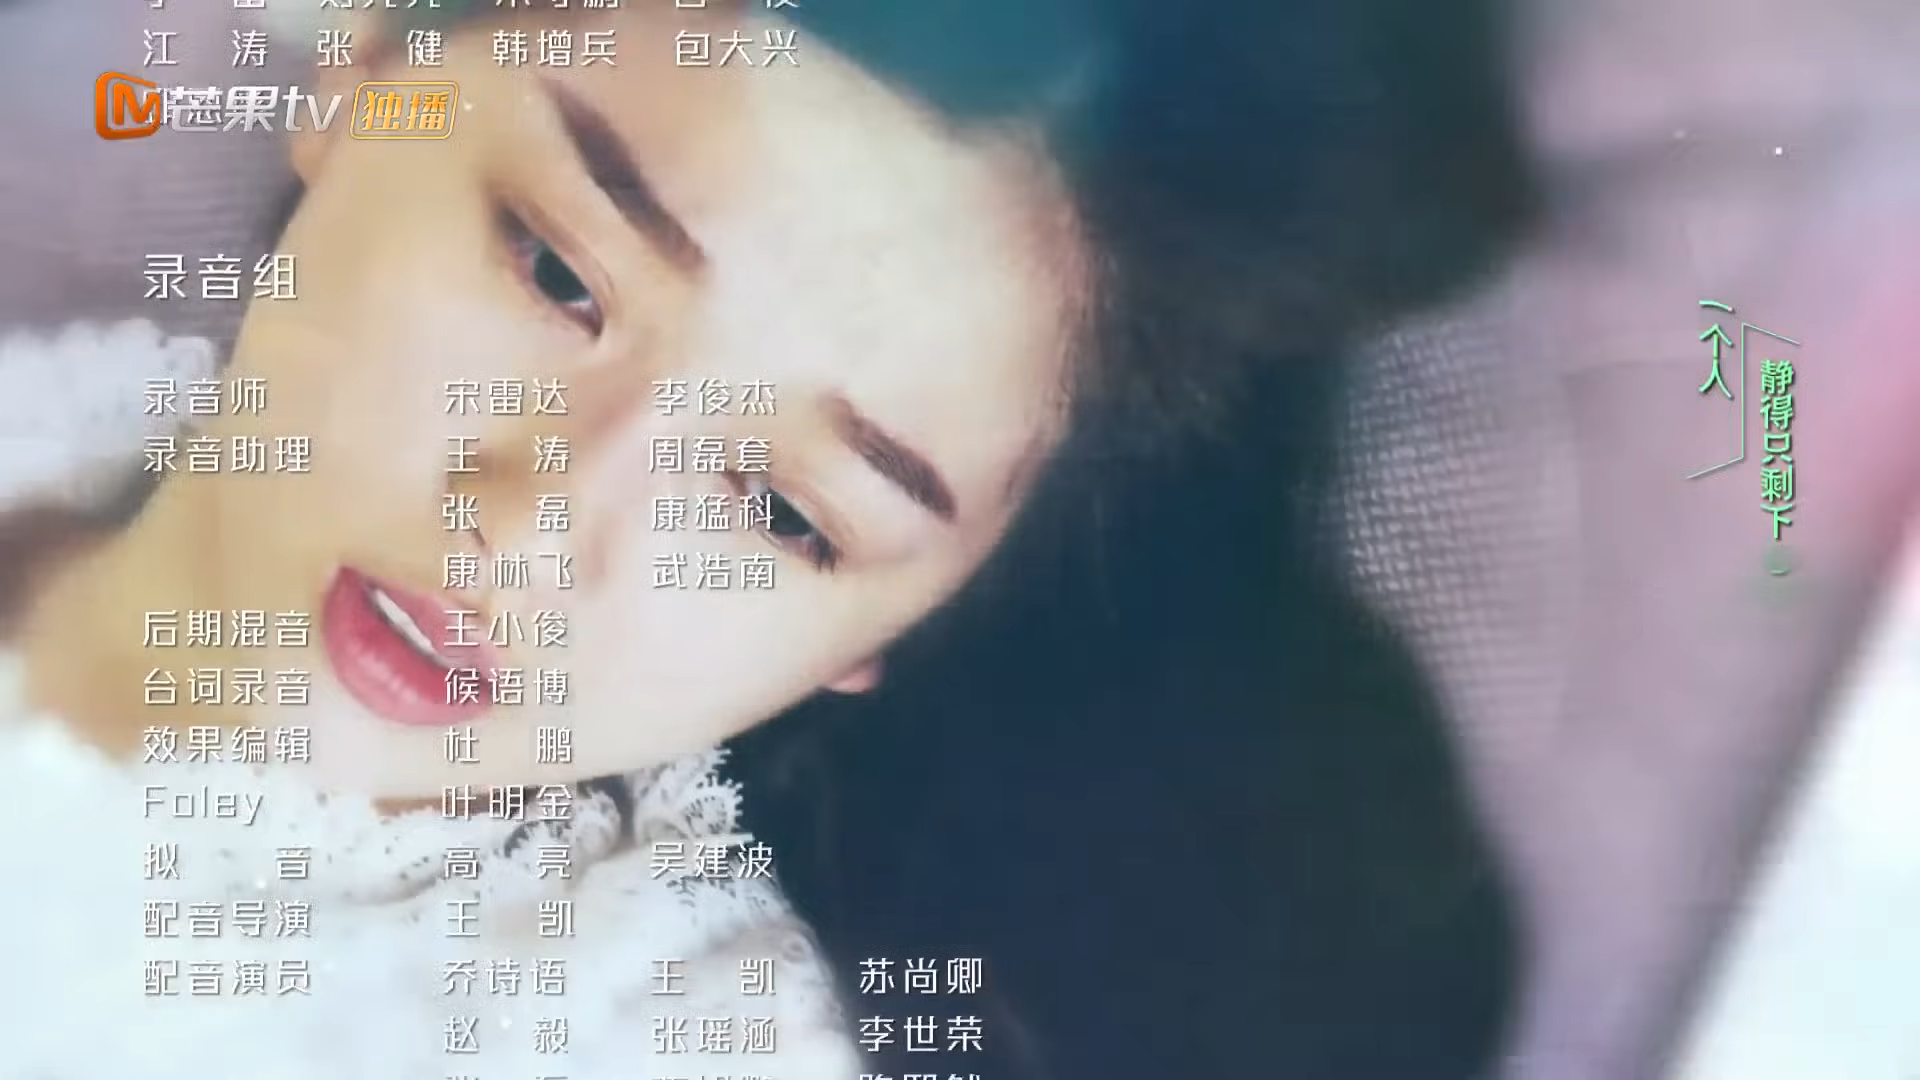 江 涛 张 健 韩增兵 包大兴
芒果tv 独播
录音组
录音师 宋雷达 李俊杰
录音助理 王 涛 周磊套
张 磊 康猛科
康林飞 武浩南
后期混音 王小俊
台词录音 候语博
效果编辑 杜 鹏
Foley 叶明金
拟 音 高 亮 吴建波
配音导演 王 凯
配音演员 乔诗语 王 凯 苏尚卿
赵 毅 张瑶涵 李世荣
静得只剩下
一个人